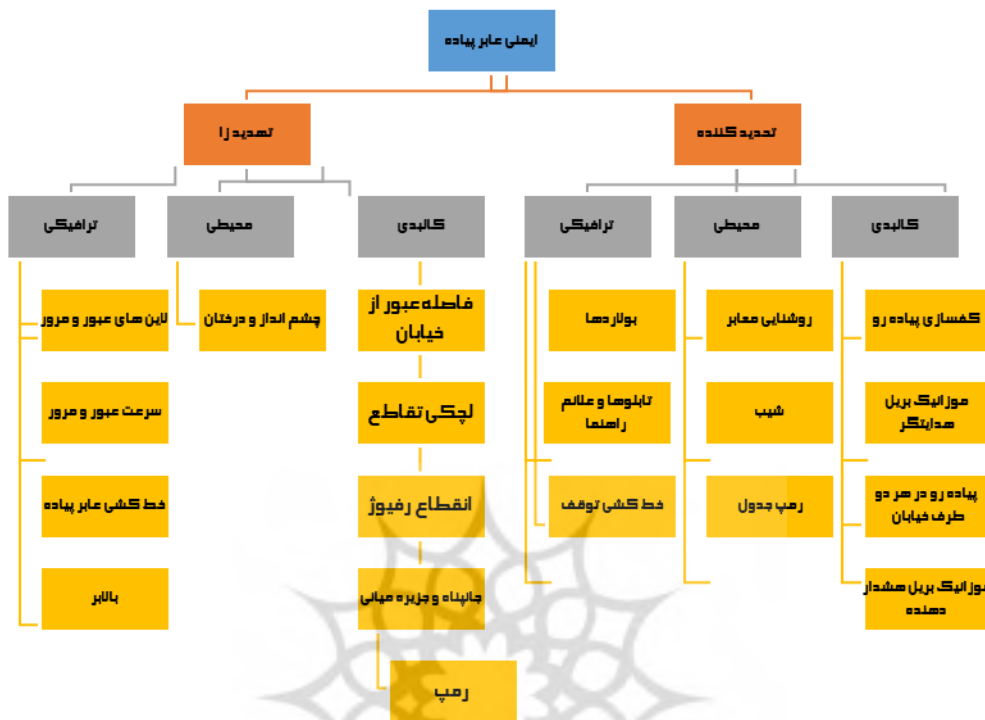 ایمنی عابر پیاده
تحدید کننده
تهدید زا
کالبدی
محیطی
ترافیکی
کالبدی
محیطی
ترافیکی
کفسازی پیاده رو
موزانیک بریل
هدایتگر
پیاده رو در هر دو
طرف خیابان
موزانیک بریل هشدار
دهنده
روشنایی معابر
شیب
رمپ جدول
بولاردها
تابلوها و علائم
راهنما
خط کشی توقف
فاصله عبور از
خیابان
لچکی تقاطع
انقطاع رفیوژ
جانپناه و جزیره میانی
رمپ
چشم انداز و درختان
لاین های عبور و مرور
سرعت عبور و مرور
خط کشی عابر پیاده
بالابر